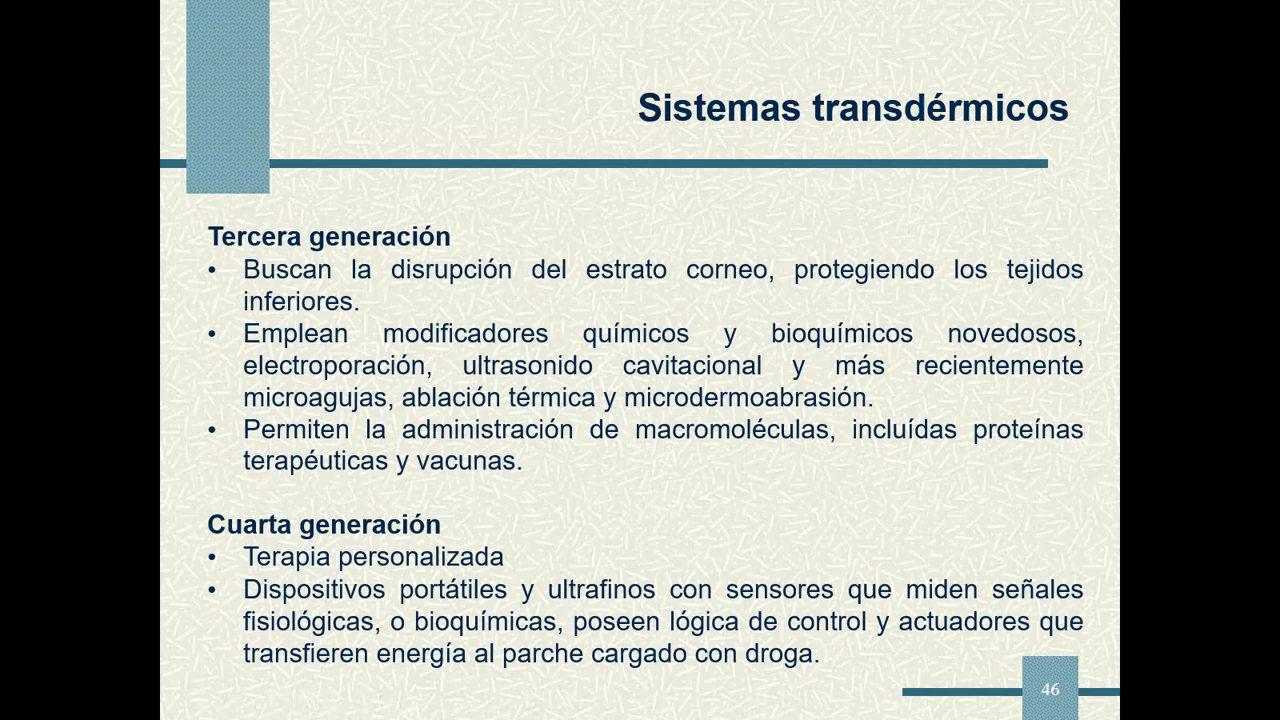 Sistemas transdérmicos
Tercera generación
• Buscan la disrupción del estrato corneo, protegiendo los tejidos
inferiores.
• Emplean modificadores químicos y bioquímicos novedosos,
electroporación, ultrasonido cavitacional y más recientemente
microagujas, ablación térmica y microdermoabrasión.
• Permiten la administración de macromoléculas, incluídas proteínas
terapéuticas y vacunas.
Cuarta generación
• Terapia personalizada
• Dispositivos portátiles y ultrafinos con sensores que miden señales
fisiológicas, o bioquímicas, poseen lógica de control y actuadores que
transfieren energía al parche cargado con droga.
46